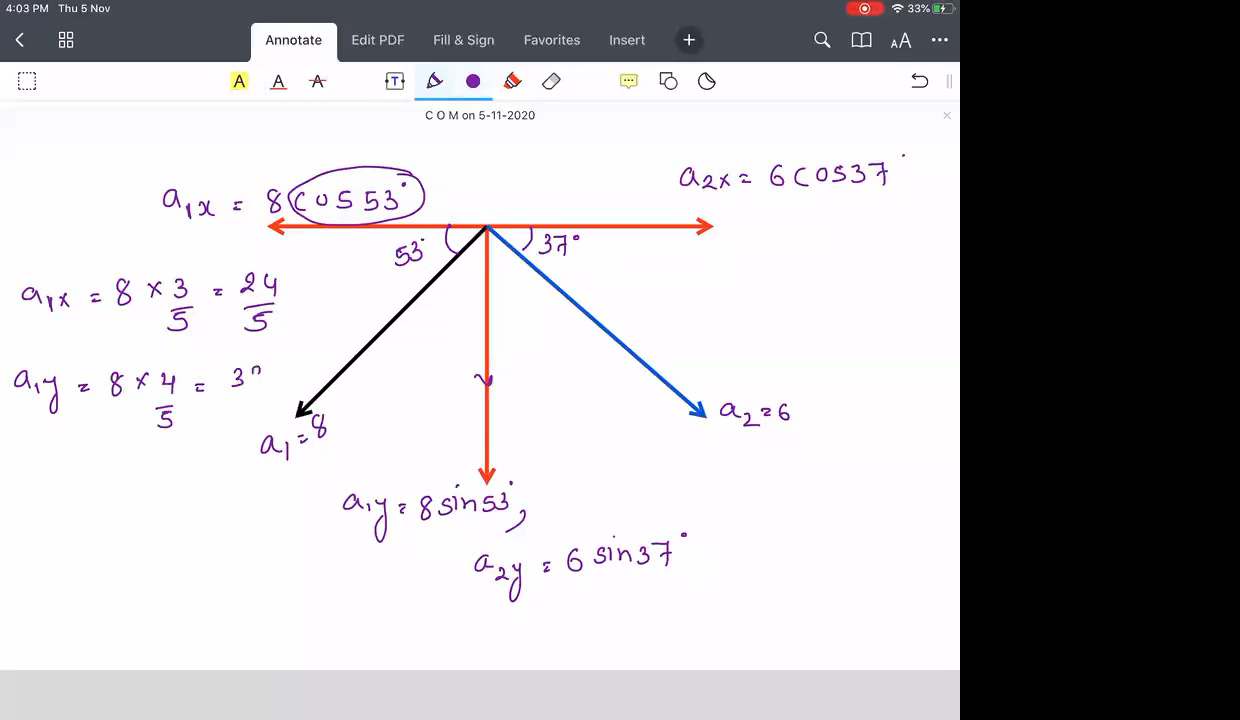 4:03 PM Thu 5 Nov
33%
Annotate Edit PDF Fill & Sign Favorites Insert
C O M on 5-11-2020
a1x = 8 cos 53°
a2x = 6 cos 37°
53° 37°
a1x = 8 × 3/5 = 24/5
a1y = 8 × 4/5 = 3
a1 = 8
a2 = 6
a1y = 8 sin 53°,
a2y = 6 sin 37°